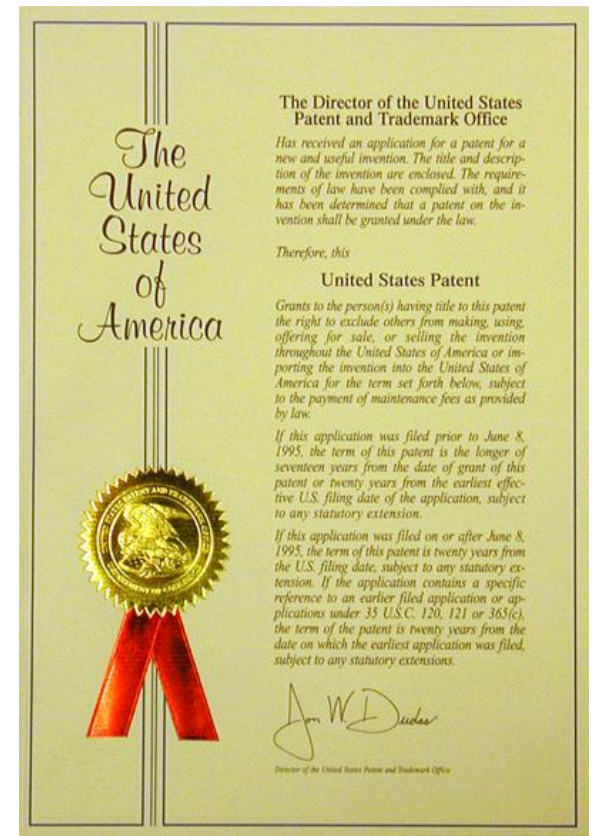 The
United
States
of
America
The Director of the United States
Patent and Trademark Office
Has received an application for a patent for a
new and useful invention. The title and descrip-
tion of the invention are enclosed. The require-
ments of law have been complied with, and it
has been determined that a patent on the in-
vention shall be granted under the law.
Therefore, this
United States Patent
Grants to the person(s) having title to this patent
the right to exclude others from making, using,
offering for sale, or selling the invention
throughout the United States of America or im-
porting the invention into the United States of
America for the term set forth below, subject
to the payment of maintenance fees as provided
by law.
If this application was filed prior to June 8,
1995, the term of this patent is the longer of
seventeen years from the date of grant of this
patent or twenty years from the earliest effec-
tive U.S. filing date of the application, subject
to any statutory extension.
If this application was filed on or after June 8,
1995, the term of this patent is twenty years from
the U.S. filing date, subject to any statutory ex-
tension. If the application contains a specific
reference to an earlier filed application or ap-
plications under 35 U.S.C. 120, 121 or 365(c),
the term of the patent is twenty years from the
date on which the earliest application was filed,
subject to any statutory extensions.
Jon W. Dudas
Director of the United States Patent and Trademark Office